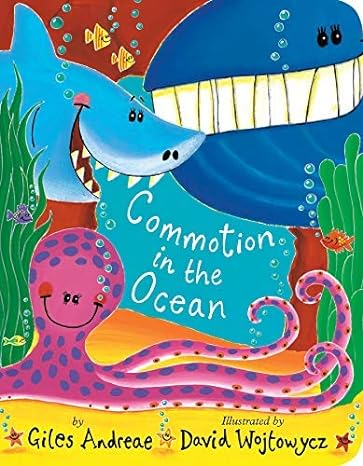 Commotion
in the
Ocean
by
Giles Andreae
Illustrated by
David Wojtowycz